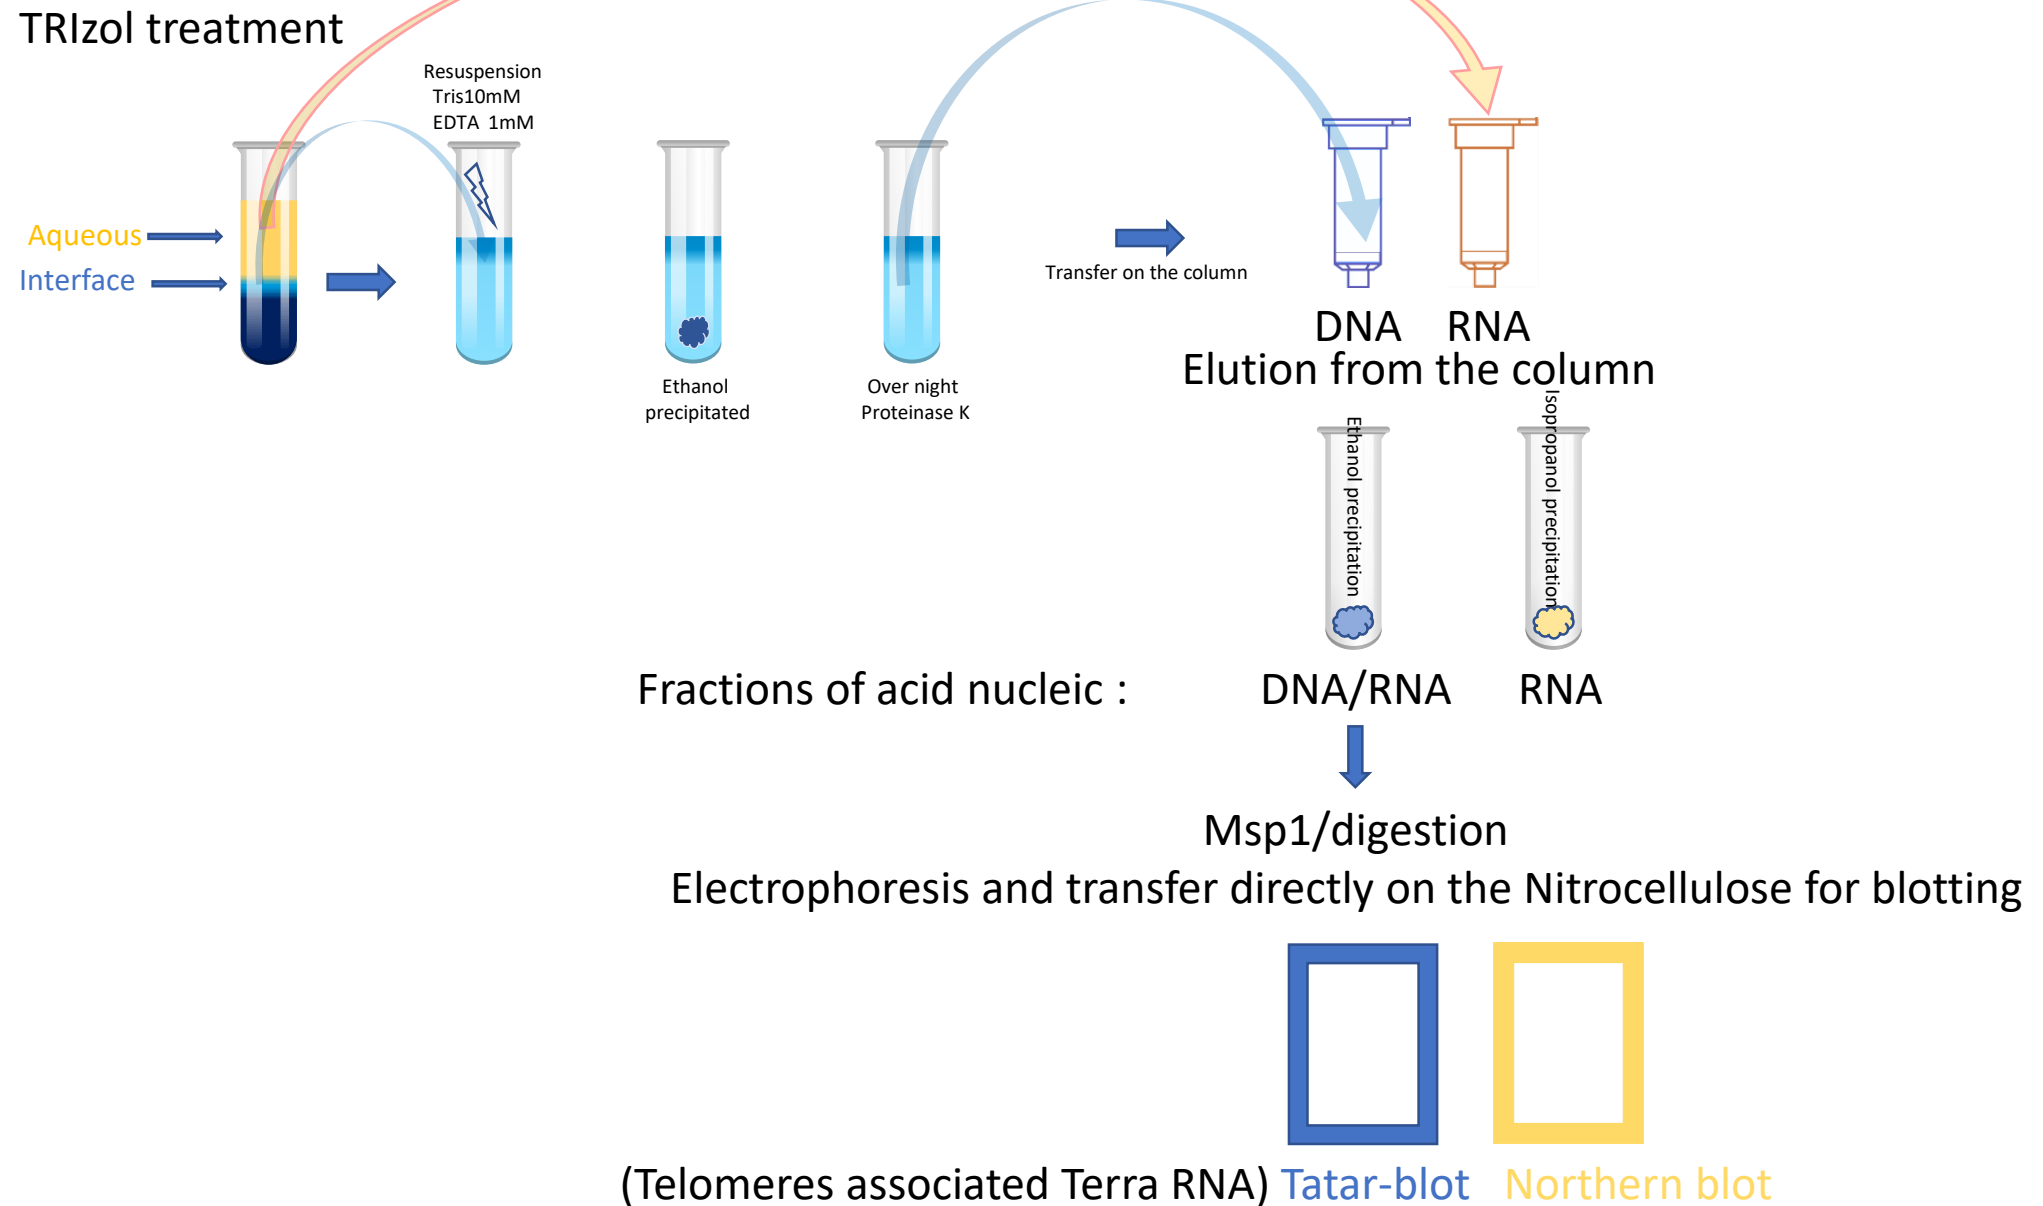 TRIzol treatment
Resuspension
Tris10mM
EDTA 1mM
Aqueous
Interface
Ethanol
precipitated
Over night
Proteinase K
Transfer on the column
DNA RNA
Elution from the column
Ethanol precipitation
Isopropanol precipitation
Fractions of acid nucleic : DNA/RNA RNA
Msp1/digestion
Electrophoresis and transfer directly on the Nitrocellulose for blotting
(Telomeres associated Terra RNA) Tatar-blot Northern blot